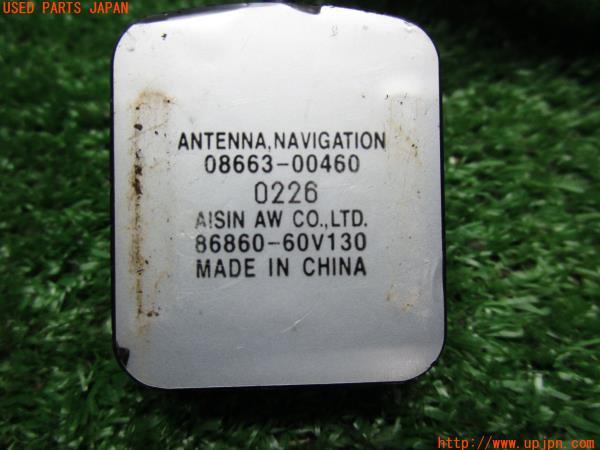 USED PARTS JAPAN
ANTENNA,NAVIGATION
08663-00460
0226
AISIN AW CO.,LTD.
86860-60V130
MADE IN CHINA
http://www.upjpn.com/